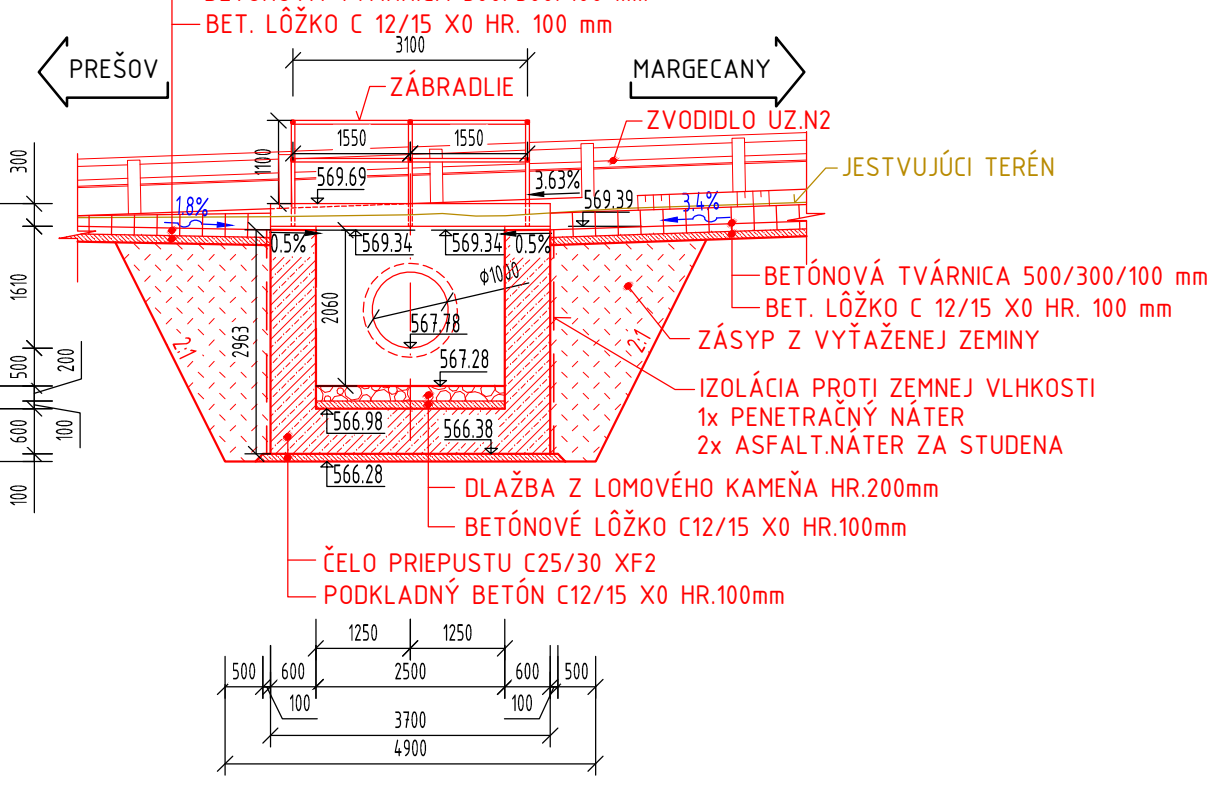 BET. LÔŽKO C 12/15 X0 HR. 100 mm
3100
PREŠOV
MARGECANY
ZÁBRADLIE
ZVODIDLO UZ.N2
1550
1550
1100
300
JESTVUJÚCI TERÉN
569.69
3.63%
569.39
1.8%
3.4%
0.5%
569.34
569.34
0.5%
BETÓNOVÁ TVÁRNICA 500/300/100 mm
BET. LÔŽKO C 12/15 X0 HR. 100 mm
ZÁSYP Z VYŤAŽENEJ ZEMINY
ϕ1000
1610
2060
2963
567.78
2:1
2:1
567.28
500
200
IZOLÁCIA PROTI ZEMNEJ VLHKOSTI
1x PENETRAČNÝ NÁTER
2x ASFALT.NÁTER ZA STUDENA
566.98
566.38
600
100
566.28
100
DLAŽBA Z LOMOVÉHO KAMEŇA HR.200mm
BETÓNOVÉ LÔŽKO C12/15 X0 HR.100mm
ČELO PRIEPUSTU C25/30 XF2
PODKLADNÝ BETÓN C12/15 X0 HR.100mm
1250
1250
500
600
2500
600
500
100
100
3700
4900